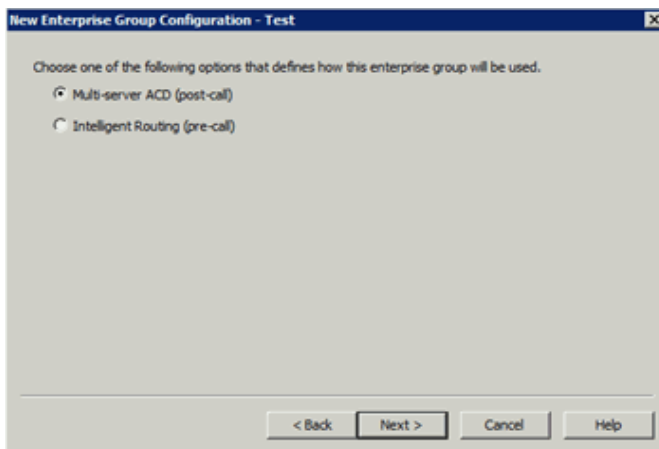 New Enterprise Group Configuration - Test
Choose one of the following options that defines how this enterprise group will be used.
Multi-server ACD (post-call)
Intelligent Routing (pre-call)
< Back Next > Cancel Help